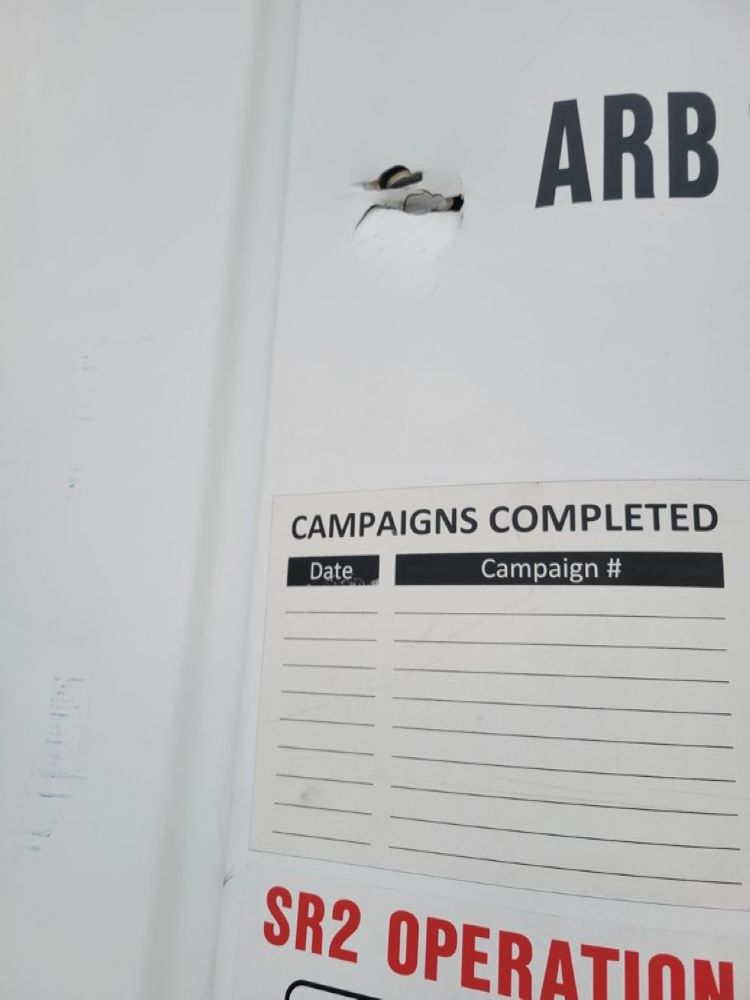 ARB
CAMPAIGNS COMPLETED
Date Campaign #
SR2 OPERATION